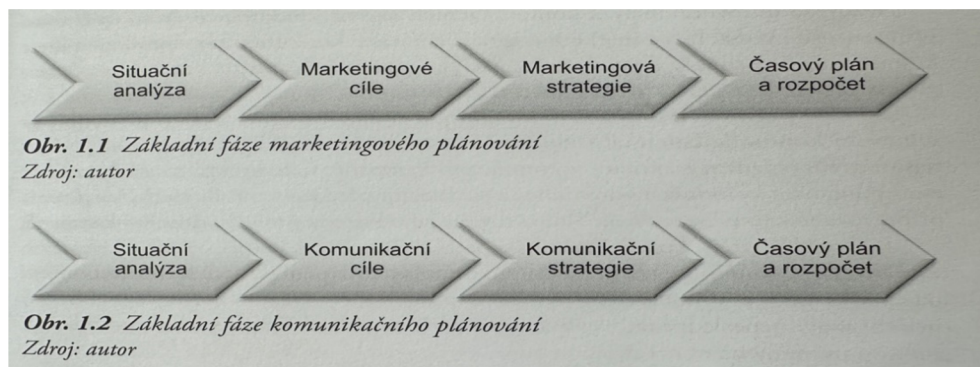 Situační
analýza
Marketingové
cíle
Marketingová
strategie
Časový plán
a rozpočet
Obr. 1.1 Základní fáze marketingového plánování
Zdroj: autor
Situační
analýza
Komunikační
cíle
Komunikační
strategie
Časový plán
a rozpočet
Obr. 1.2 Základní fáze komunikačního plánování
Zdroj: autor